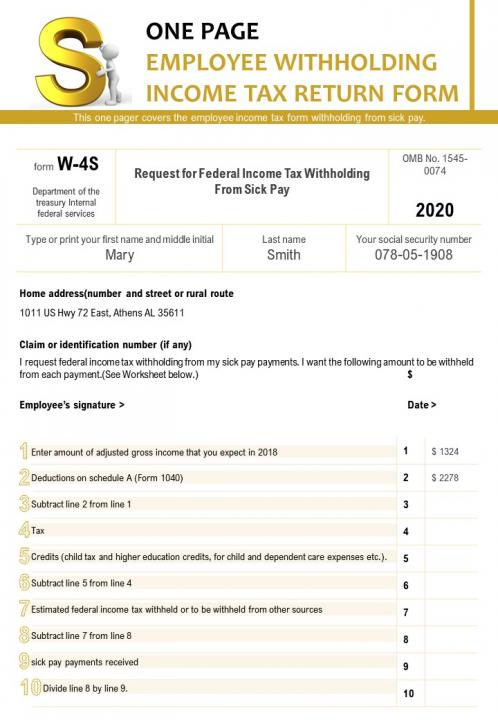 S
ONE PAGE
EMPLOYEE WITHHOLDING
INCOME TAX RETURN FORM
This one pager covers the employee income tax form withholding from sick pay.
form W-4S
Department of the
treasury Internal
federal services
Request for Federal Income Tax Withholding
From Sick Pay
OMB No. 1545-
0074
2020
Type or print your first name and middle initial
Mary
Last name
Smith
Your social security number
078-05-1908
Home address(number and street or rural route
1011 US Hwy 72 East, Athens AL 35611
Claim or identification number (if any)
I request federal income tax withholding from my sick pay payments. I want the following amount to be withheld
from each payment.(See Worksheet below.) $
Employee's signature > Date >
1 Enter amount of adjusted gross income that you expect in 2018 1 $ 1324
2 Deductions on schedule A (Form 1040) 2 $ 2278
3 Subtract line 2 from line 1 3
4 Tax 4
5 Credits (child tax and higher education credits, for child and dependent care expenses etc.). 5
6 Subtract line 5 from line 4 6
7 Estimated federal income tax withheld or to be withheld from other sources 7
8 Subtract line 7 from line 8 8
9 sick pay payments received 9
10 Divide line 8 by line 9. 10